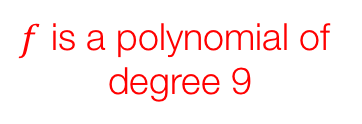 f is a polynomial of
degree 9